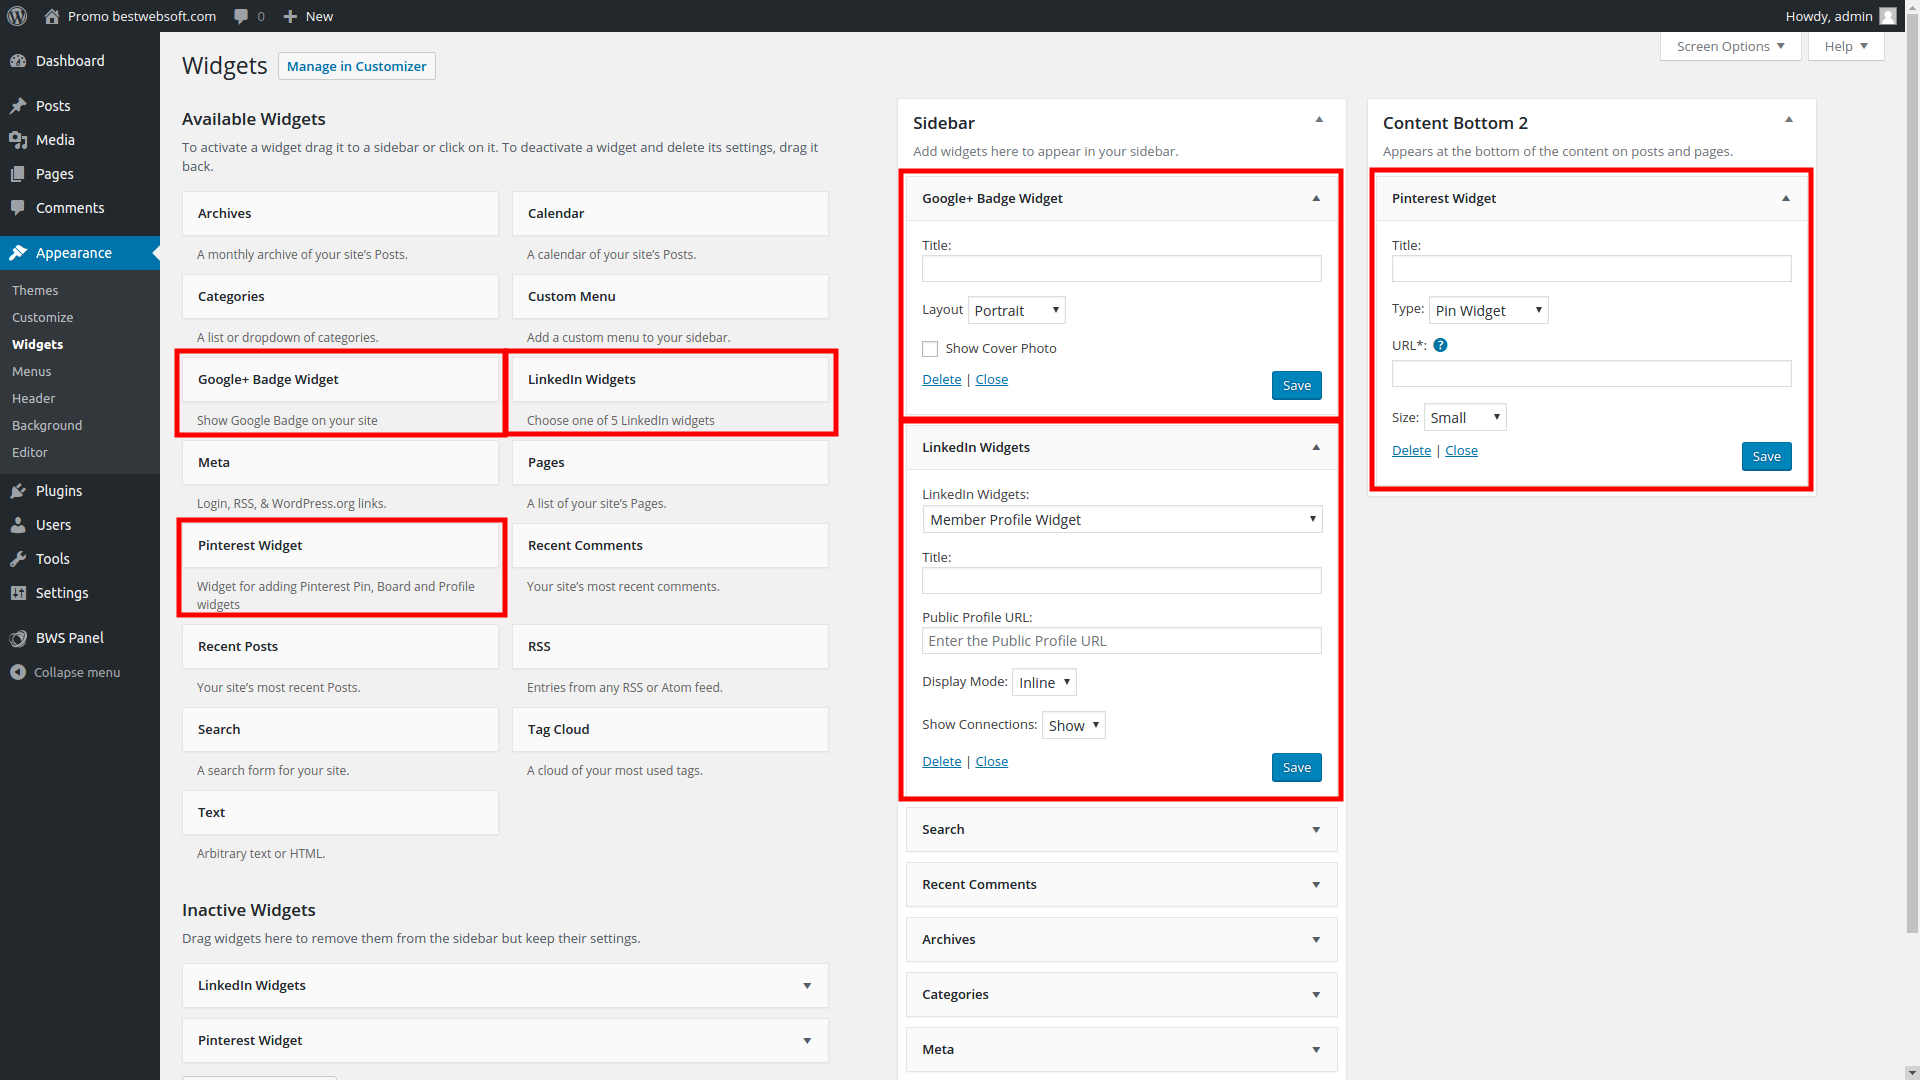 Promo bestwebsoft.com 0 New Howdy, admin
Dashboard
Posts
Media
Pages
Comments
Appearance
Themes
Customize
Widgets
Menus
Header
Background
Editor
Plugins
Users
Tools
Settings
BWS Panel
Collapse menu
Screen Options Help
Widgets Manage in Customizer
Available Widgets
To activate a widget drag it to a sidebar or click on it. To deactivate a widget and delete its settings, drag it
back.
Archives
A monthly archive of your site's Posts.
Calendar
A calendar of your site's Posts.
Categories
A list or dropdown of categories.
Custom Menu
Add a custom menu to your sidebar.
Google+ Badge Widget
Show Google Badge on your site
LinkedIn Widgets
Choose one of 5 LinkedIn widgets
Meta
Login, RSS, & WordPress.org links.
Pages
A list of your site's Pages.
Pinterest Widget
Widget for adding Pinterest Pin, Board and Profile
widgets
Recent Comments
Your site's most recent comments.
Recent Posts
Your site's most recent Posts.
RSS
Entries from any RSS or Atom feed.
Search
A search form for your site.
Tag Cloud
A cloud of your most used tags.
Text
Arbitrary text or HTML.
Inactive Widgets
Drag widgets here to remove them from the sidebar but keep their settings.
LinkedIn Widgets
Pinterest Widget
Sidebar
Add widgets here to appear in your sidebar.
Google+ Badge Widget
Title:
Layout Portrait
Show Cover Photo
Delete | Close Save
LinkedIn Widgets
LinkedIn Widgets:
Member Profile Widget
Title:
Public Profile URL:
Enter the Public Profile URL
Display Mode: Inline
Show Connections: Show
Delete | Close Save
Search
Recent Comments
Archives
Categories
Meta
Content Bottom 2
Appears at the bottom of the content on posts and pages.
Pinterest Widget
Title:
Type: Pin Widget
URL*: ?
Size: Small
Delete | Close Save